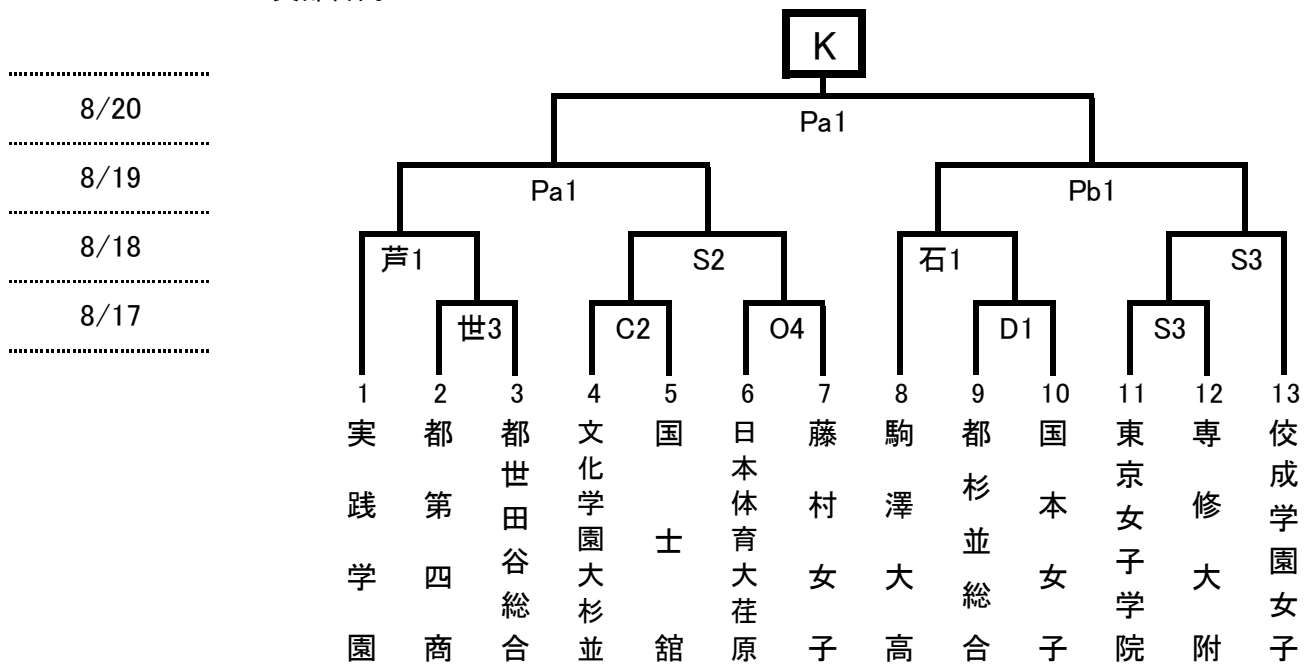 K
8/20
Pa1
8/19
Pa1
Pb1
8/18
芦1
S2
石1
S3
8/17
世3
C2
O4
D1
S3
1 2 3 4 5 6 7 8 9 10 11 12 13
実践学園
都第四商
都世田谷総合
文化学園大杉並
国士舘
日本体育大荏原
藤村女子
駒澤大高
都杉並総合
国本女子
東京女子学院
専修大附
佼成学園女子